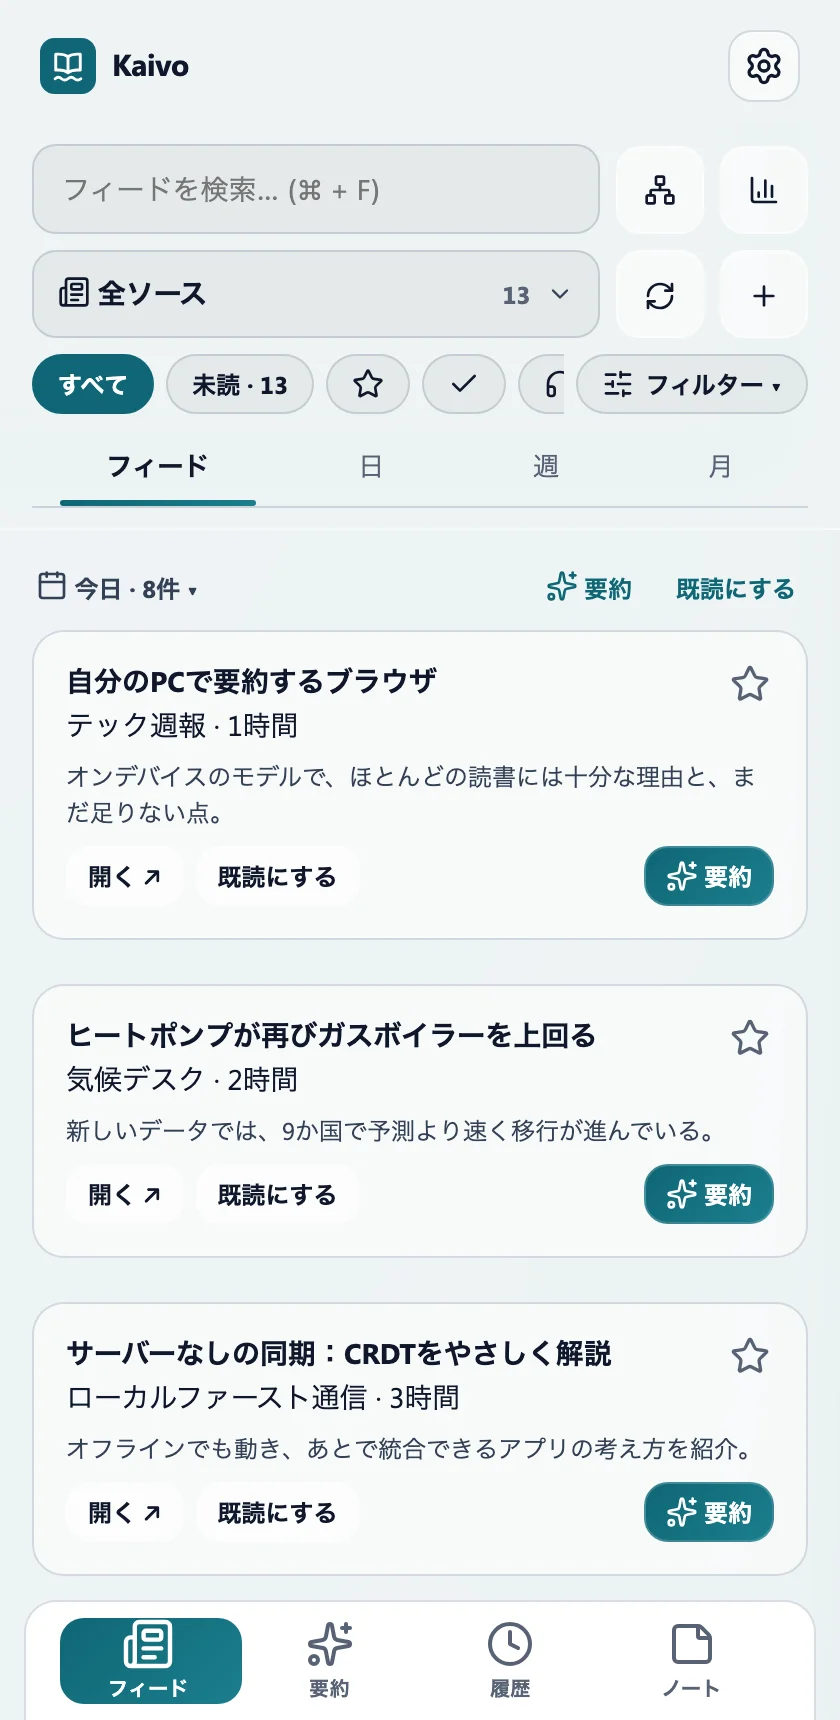 Kaivo
フィードを検索... (⌘ + F)
全ソース 13
すべて 未読 · 13 フィルター ▾
フィード 日 週 月
今日 · 8件 ▾ 要約 既読にする
自分のPCで要約するブラウザ
テック週報 · 1時間
オンデバイスのモデルで、ほとんどの読書には十分な理由と、ま
だ足りない点。
開く ↗ 既読にする 要約
ヒートポンプが再びガスボイラーを上回る
気候デスク · 2時間
新しいデータでは、9か国で予測より速く移行が進んでいる。
開く ↗ 既読にする 要約
サーバーなしの同期：CRDTをやさしく解説
ローカルファースト通信 · 3時間
オフラインでも動き、あとで統合できるアプリの考え方を紹介。
開く ↗ 既読にする 要約
フィード 要約 履歴 ノート